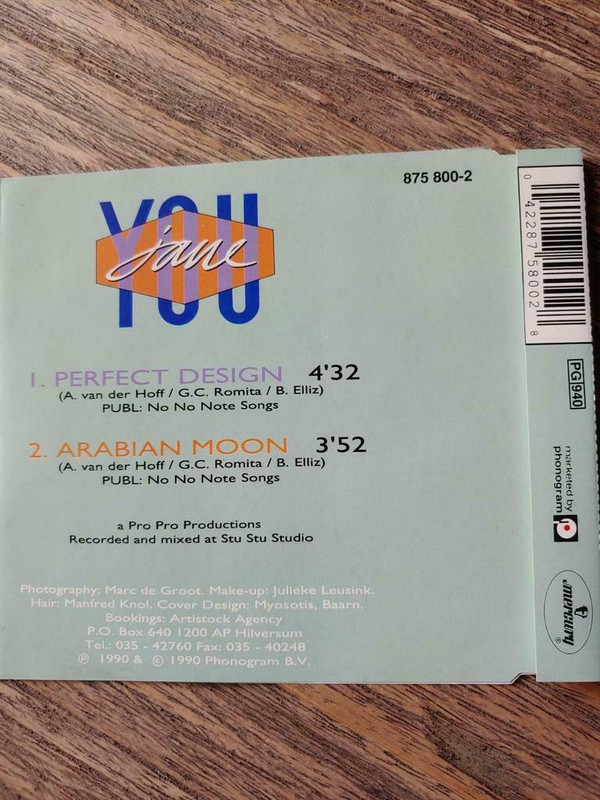 875 800-2
YOU
jane
1. PERFECT DESIGN 4'32
(A. van der Hoff / G.C. Romita / B. Elliz)
PUBL: No No Note Songs
2. ARABIAN MOON 3'52
(A. van der Hoff / G.C. Romita / B. Elliz)
PUBL: No No Note Songs
a Pro Pro Productions
Recorded and mixed at Stu Stu Studio
Photography: Marc de Groot. Make-up: Julieke Leusink.
Hair: Manfred Knol. Cover Design: Myosotis, Baarn.
Bookings: Artistock Agency
P.O. Box 640 1200 AP Hilversum
Tel.: 035 - 42760 Fax: 035 - 40248
℗ 1990 & © 1990 Phonogram B.V.
0 42287 58002 8
PG 940
marketed by
phonogram
mercury ®